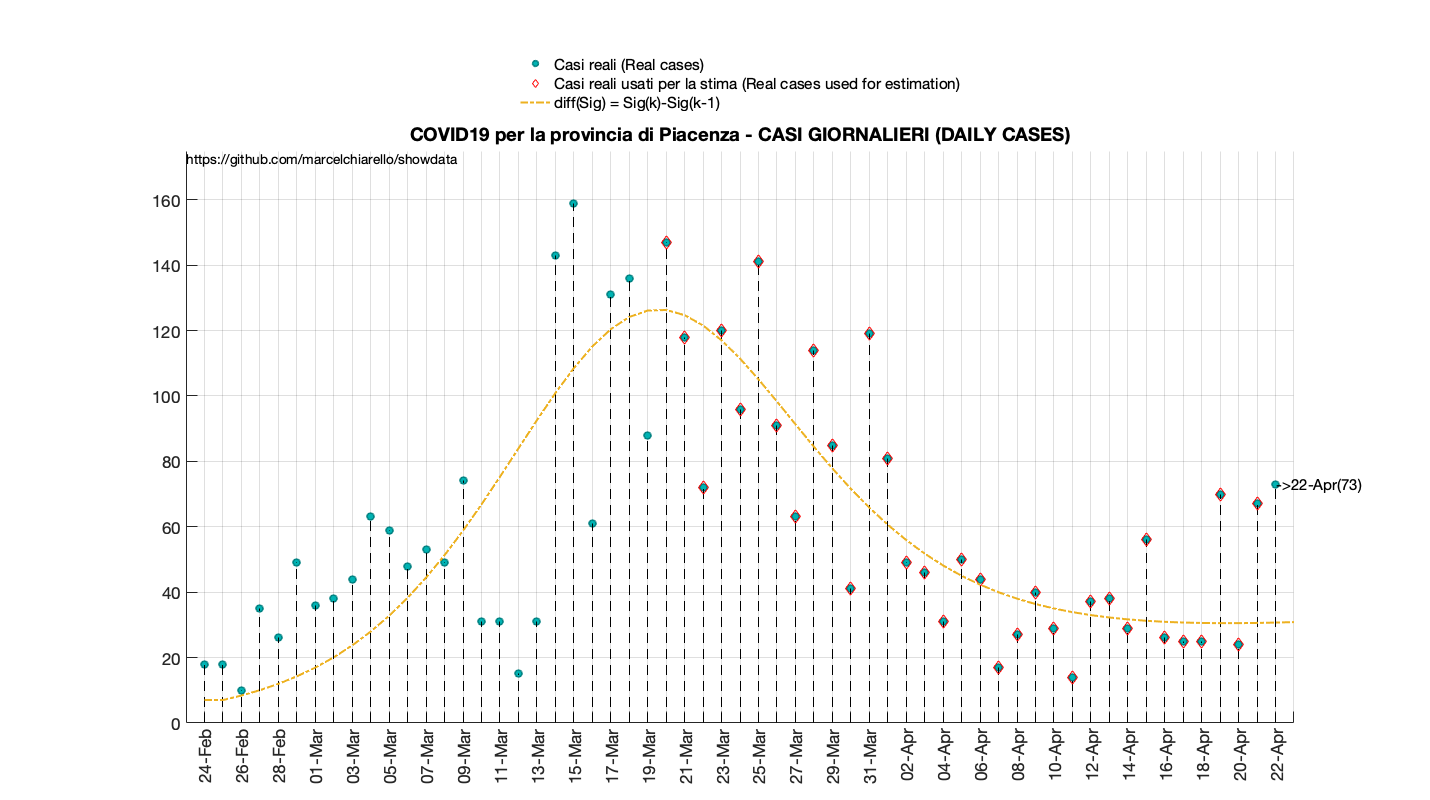 Casi reali (Real cases)
Casi reali usati per la stima (Real cases used for estimation)
diff(Sig) = Sig(k)-Sig(k-1)
COVID19 per la provincia di Piacenza - CASI GIORNALIERI (DAILY CASES)
https://github.com/marcelchiarello/showdata
160
140
120
100
80
60
40
20
0
->22-Apr(73)
24-Feb
26-Feb
28-Feb
01-Mar
03-Mar
05-Mar
07-Mar
09-Mar
11-Mar
13-Mar
15-Mar
17-Mar
19-Mar
21-Mar
23-Mar
25-Mar
27-Mar
29-Mar
31-Mar
02-Apr
04-Apr
06-Apr
08-Apr
10-Apr
12-Apr
14-Apr
16-Apr
18-Apr
20-Apr
22-Apr